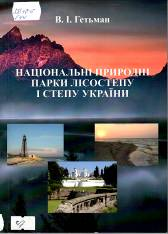 В. І. Гетьман
НАЦІОНАЛЬНІ ПРИРОДНІ
ПАРКИ ЛІСОСТЕПУ
І СТЕПУ УКРАЇНИ